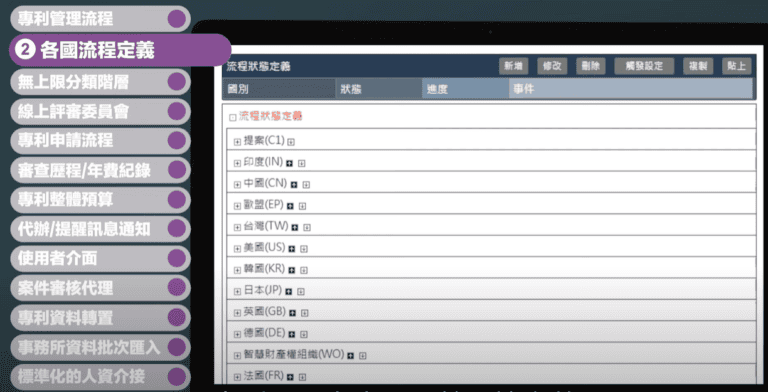 專利管理流程
2 各國流程定義
無上限分類階層
線上評審委員會
專利申請流程
審查歷程/年費紀錄
專利整體預算
代辦/提醒訊息通知
使用者介面
案件審核代理
專利資料轉置
事務所資料批次匯入
標準化的人資介接
流程狀態定義 新增 修改 刪除 觸發設定 複製 貼上
國別 狀態 進度 事件
流程狀態定義
提案(C1)
印度(IN)
中國(CN)
歐盟(EP)
台灣(TW)
美國(US)
韓國(KR)
日本(JP)
英國(GB)
德國(DE)
智慧財產權組織(WO)
法國(FR)